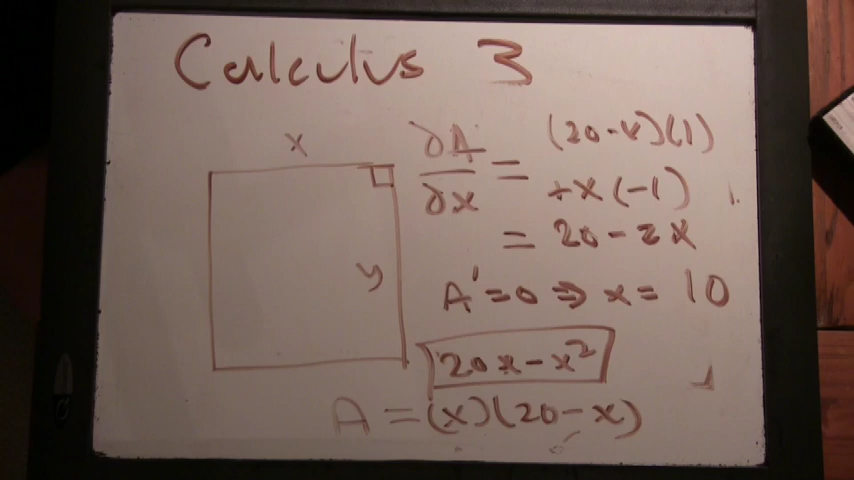 Calculus 3
x
y
∂A/∂x = (20-x)(1)
+x(-1)
= 20-2x
A'=0 ⇒ x = 10
20x-x²
A = (x)(20-x)